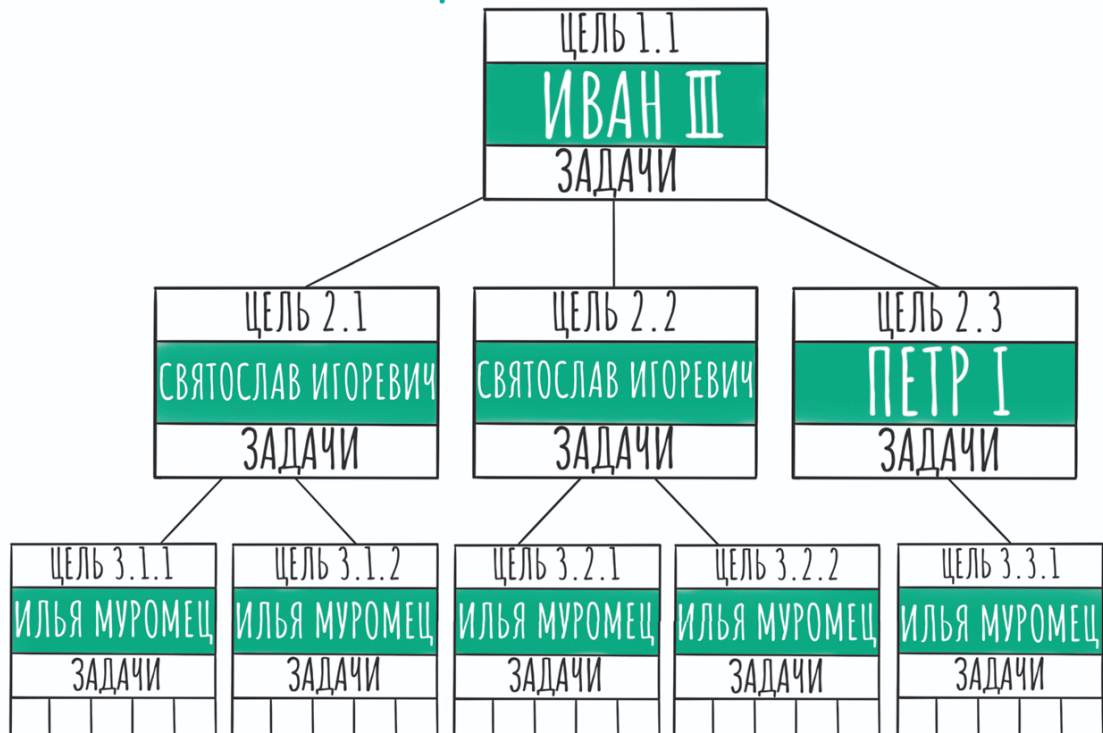 ЦЕЛЬ 1.1
ИВАН III
ЗАДАЧИ
ЦЕЛЬ 2.1
СВЯТОСЛАВ ИГОРЕВИЧ
ЗАДАЧИ
ЦЕЛЬ 2.2
СВЯТОСЛАВ ИГОРЕВИЧ
ЗАДАЧИ
ЦЕЛЬ 2.3
ПЕТР I
ЗАДАЧИ
ЦЕЛЬ 3.1.1
ИЛЬЯ МУРОМЕЦ
ЗАДАЧИ
ЦЕЛЬ 3.1.2
ИЛЬЯ МУРОМЕЦ
ЗАДАЧИ
ЦЕЛЬ 3.2.1
ИЛЬЯ МУРОМЕЦ
ЗАДАЧИ
ЦЕЛЬ 3.2.2
ИЛЬЯ МУРОМЕЦ
ЗАДАЧИ
ЦЕЛЬ 3.3.1
ИЛЬЯ МУРОМЕЦ
ЗАДАЧИ